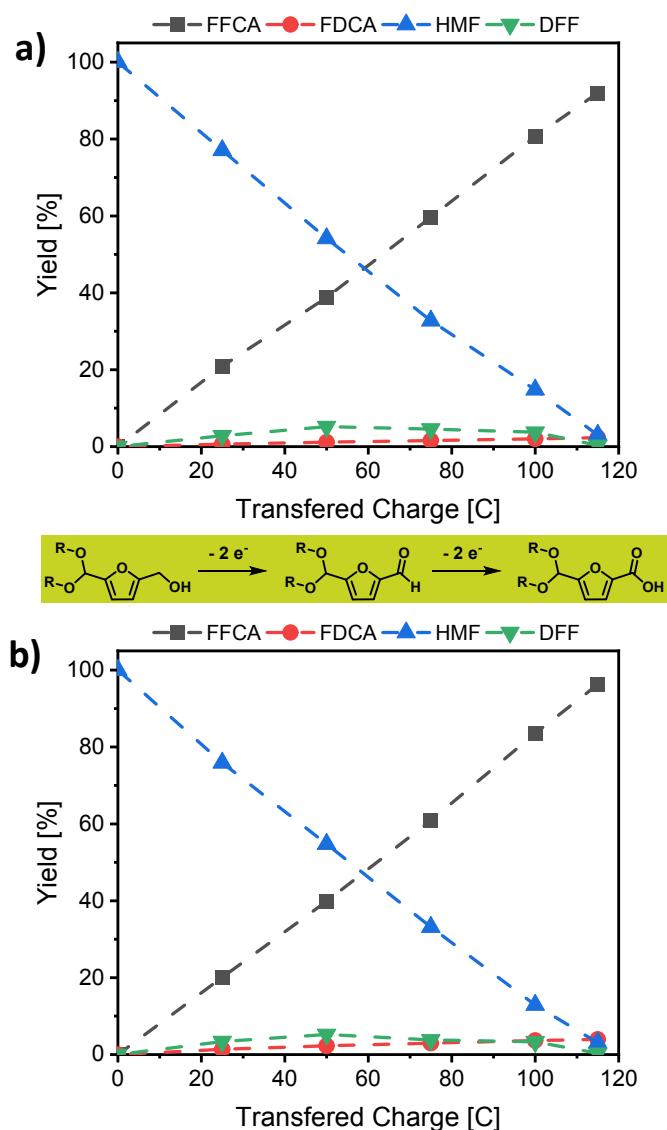 FFCA FDCA HMF DFF
a)
100
80
60
40
20
0
Yield [%]
0 20 40 60 80 100 120
Transfered Charge [C]
R-O O - 2 e- R-O O - 2 e- R-O O
R-O OH R-O H R-O OH
FFCA FDCA HMF DFF
b)
100
80
60
40
20
0
Yield [%]
0 20 40 60 80 100 120
Transfered Charge [C]